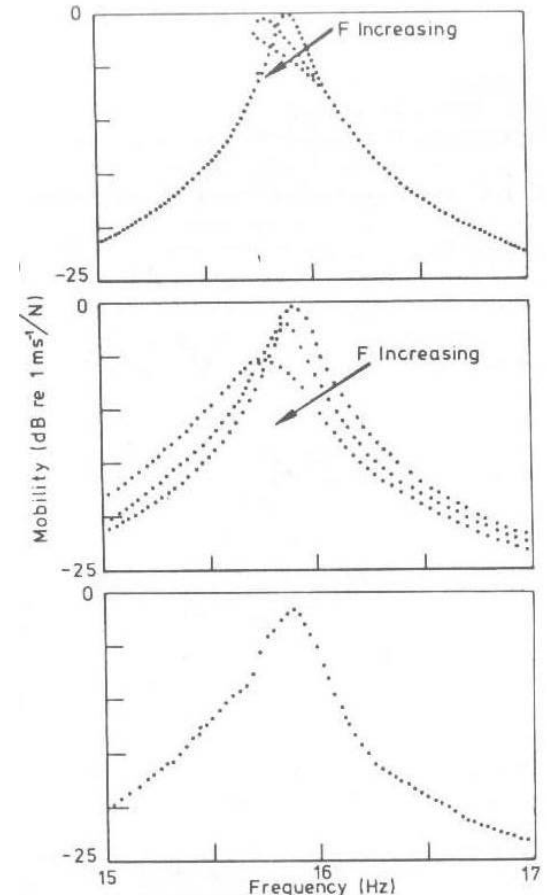 0
F Increasing
-25
0
F Increasing
-25
0
-25
15
16
17
Mobility (dB re 1 ms⁻¹/N)
Frequency (Hz)